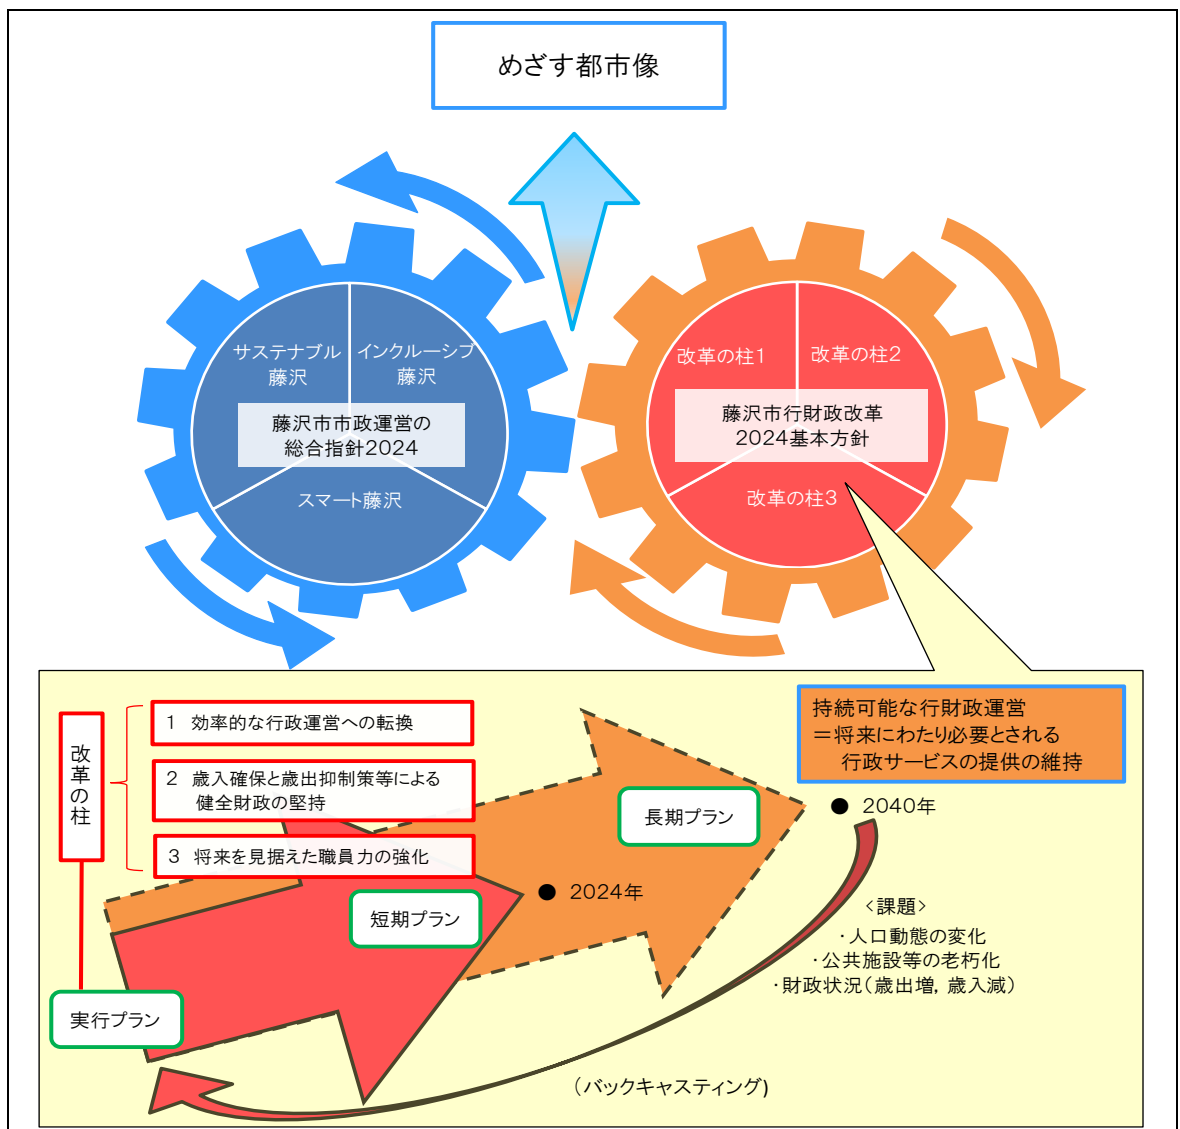 めざす都市像
サステナブル
藤沢
インクルーシブ
藤沢
藤沢市市政運営の
総合指針2024
スマート藤沢
改革の柱1
改革の柱2
藤沢市行財政改革
2024基本方針
改革の柱3
持続可能な行財政運営
＝将来にわたり必要とされる
行政サービスの提供の維持
改革の柱
1 効率的な行政運営への転換
2 歳入確保と歳出抑制策等による
健全財政の堅持
3 将来を見据えた職員力の強化
長期プラン
● 2040年
短期プラン
● 2024年
実行プラン
＜課題＞
・人口動態の変化
・公共施設等の老朽化
・財政状況（歳出増，歳入減）
（バックキャスティング）